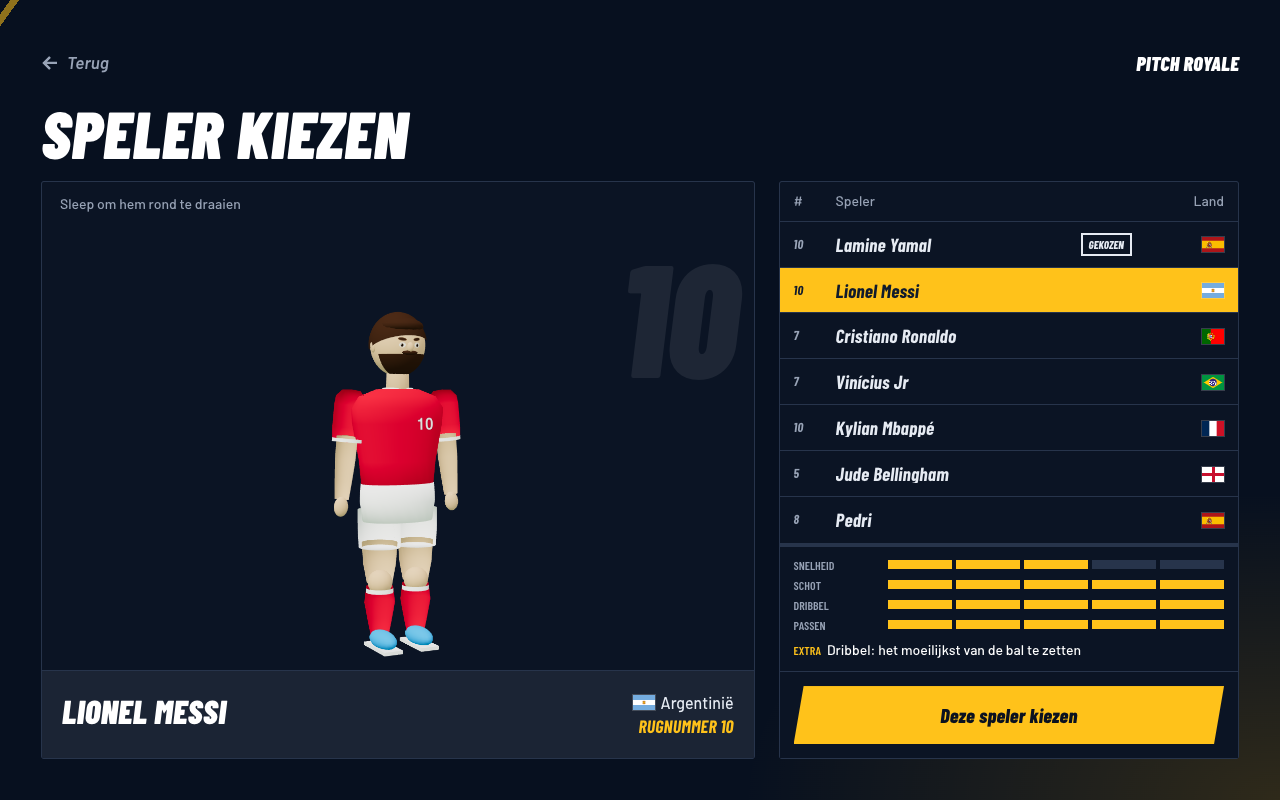 Terug
PITCH ROYALE
SPELER KIEZEN
Sleep om hem rond te draaien
10
10
LIONEL MESSI
Argentinië
RUGNUMMER 10
# Speler Land
10 Lamine Yamal GEKOZEN
10 Lionel Messi
7 Cristiano Ronaldo
7 Vinícius Jr
10 Kylian Mbappé
5 Jude Bellingham
8 Pedri
SNELHEID
SCHOT
DRIBBEL
PASSEN
EXTRA Dribbel: het moeilijkst van de bal te zetten
Deze speler kiezen